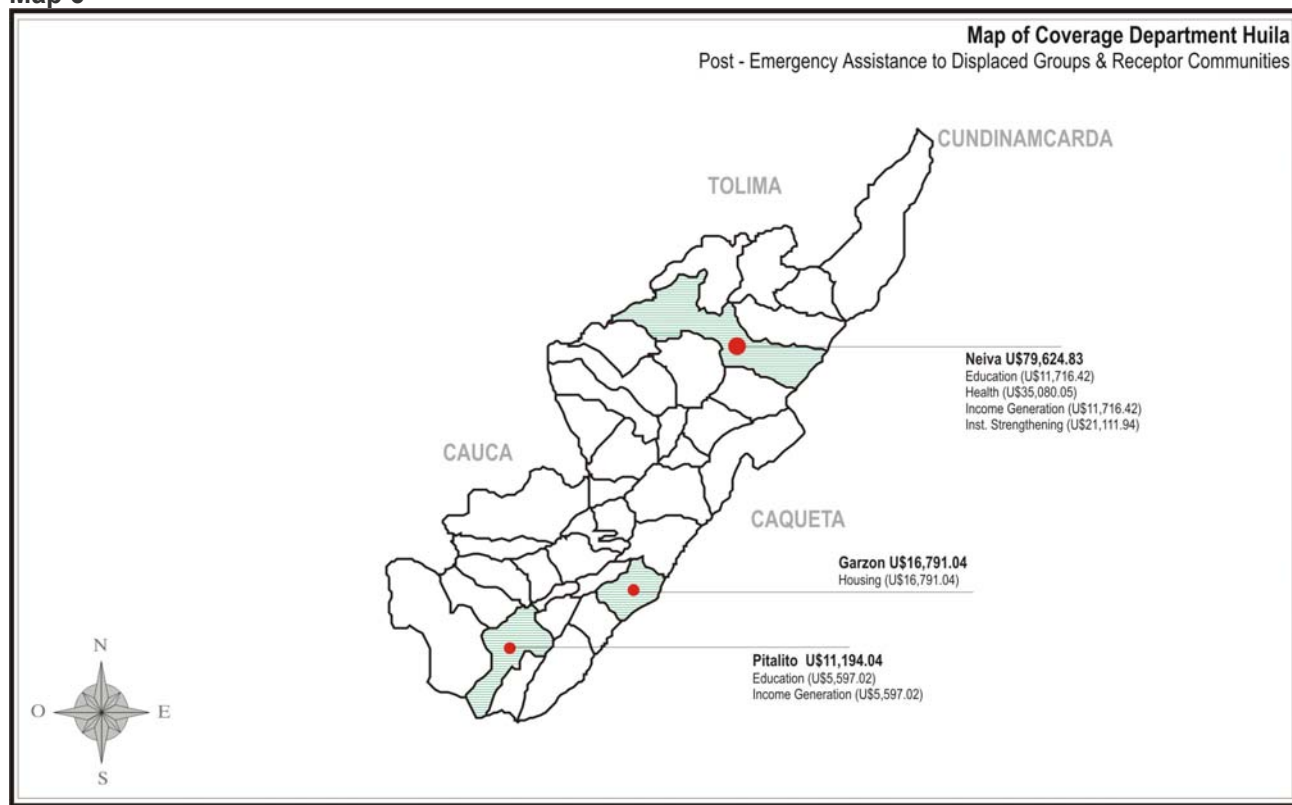 Map of Coverage Department Huila
Post - Emergency Assistance to Displaced Groups & Receptor Communities
CUNDINAMCARDA
TOLIMA
Neiva U$79,624.83
Education (U$11,716.42)
Health (U$35,080.05)
Income Generation (U$11,716.42)
Inst. Strengthening (U$21,111.94)
CAUCA
CAQUETA
Garzon U$16,791.04
Housing (U$16,791.04)
Pitalito U$11,194.04
Education (U$5,597.02)
Income Generation (U$5,597.02)
N
O E
S